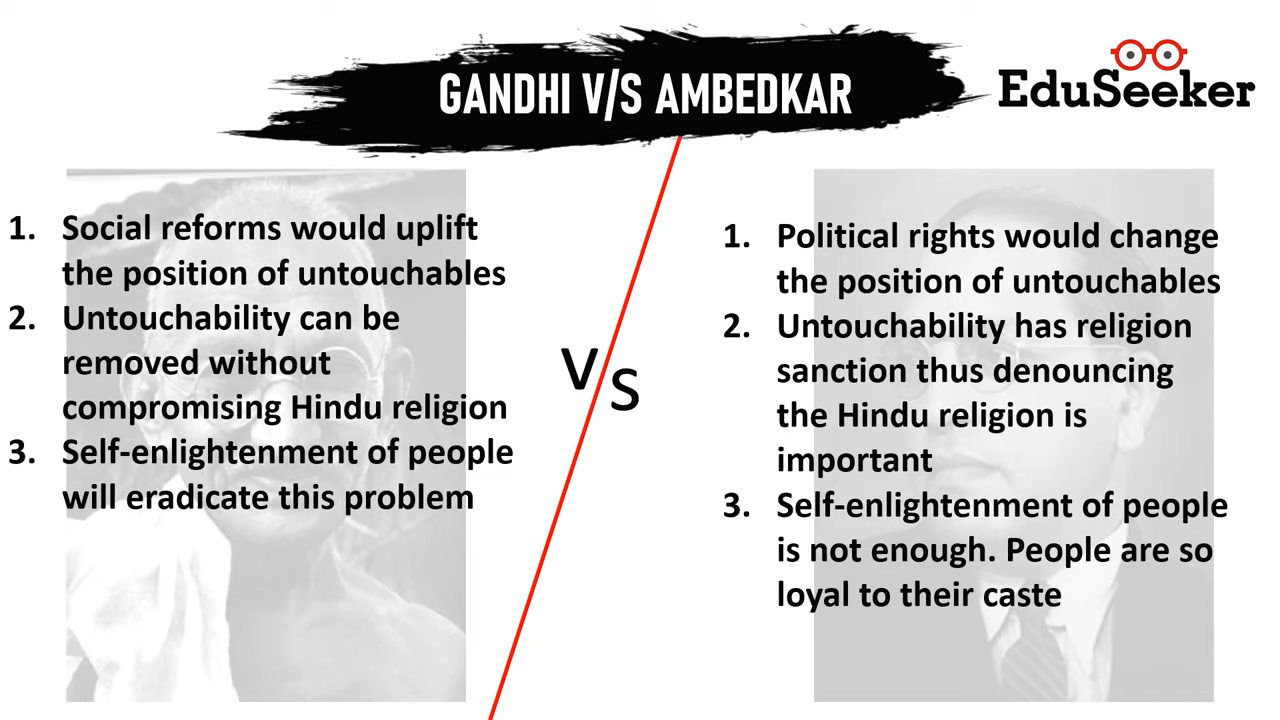 GANDHI V/S AMBEDKAR
EduSeeker
1. Social reforms would uplift
the position of untouchables
2. Untouchability can be
removed without
compromising Hindu religion
3. Self-enlightenment of people
will eradicate this problem
VS
1. Political rights would change
the position of untouchables
2. Untouchability has religion
sanction thus denouncing
the Hindu religion is
important
3. Self-enlightenment of people
is not enough. People are so
loyal to their caste